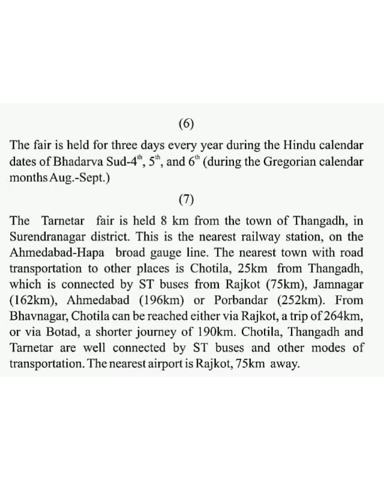 (6)
The fair is held for three days every year during the Hindu calendar
dates of Bhadarva Sud-4th, 5th, and 6th (during the Gregorian calendar
months Aug.-Sept.)
(7)
The Tarnetar fair is held 8 km from the town of Thangadh, in
Surendranagar district. This is the nearest railway station, on the
Ahmedabad-Hapa broad gauge line. The nearest town with road
transportation to other places is Chotila, 25km from Thangadh,
which is connected by ST buses from Rajkot (75km), Jamnagar
(162km), Ahmedabad (196km) or Porbandar (252km). From
Bhavnagar, Chotila can be reached either via Rajkot, a trip of 264km,
or via Botad, a shorter journey of 190km. Chotila, Thangadh and
Tarnetar are well connected by ST buses and other modes of
transportation. The nearest airport is Rajkot, 75km away.